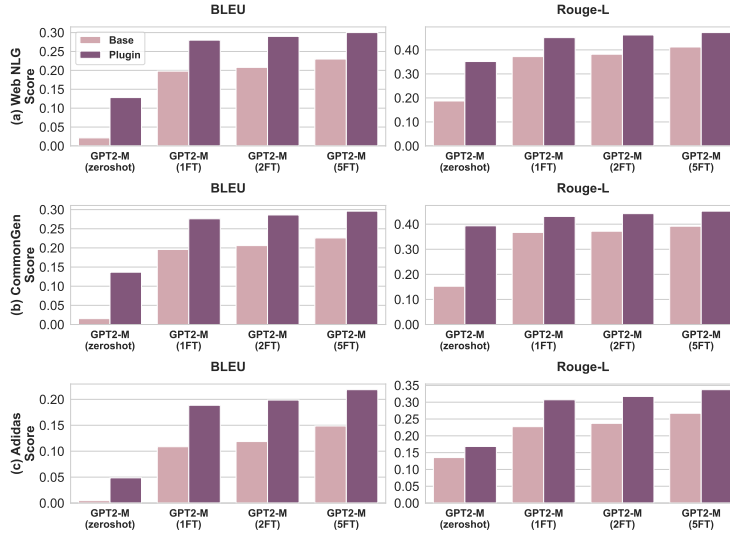 BLEU
Rouge-L
(a) Web NLG
Score
0.30
0.25
0.20
0.15
0.10
0.05
0.00
Base
Plugin
0.40
0.30
0.20
0.10
0.00
GPT2-M
(zeroshot)
GPT2-M
(1FT)
GPT2-M
(2FT)
GPT2-M
(5FT)
GPT2-M
(zeroshot)
GPT2-M
(1FT)
GPT2-M
(2FT)
GPT2-M
(5FT)
BLEU
Rouge-L
(b) CommonGen
Score
0.30
0.25
0.20
0.15
0.10
0.05
0.00
0.40
0.30
0.20
0.10
0.00
GPT2-M
(zeroshot)
GPT2-M
(1FT)
GPT2-M
(2FT)
GPT2-M
(5FT)
GPT2-M
(zeroshot)
GPT2-M
(1FT)
GPT2-M
(2FT)
GPT2-M
(5FT)
BLEU
Rouge-L
(c) Adidas
Score
0.20
0.15
0.10
0.05
0.00
0.35
0.30
0.25
0.20
0.15
0.10
0.05
0.00
GPT2-M
(zeroshot)
GPT2-M
(1FT)
GPT2-M
(2FT)
GPT2-M
(5FT)
GPT2-M
(zeroshot)
GPT2-M
(1FT)
GPT2-M
(2FT)
GPT2-M
(5FT)